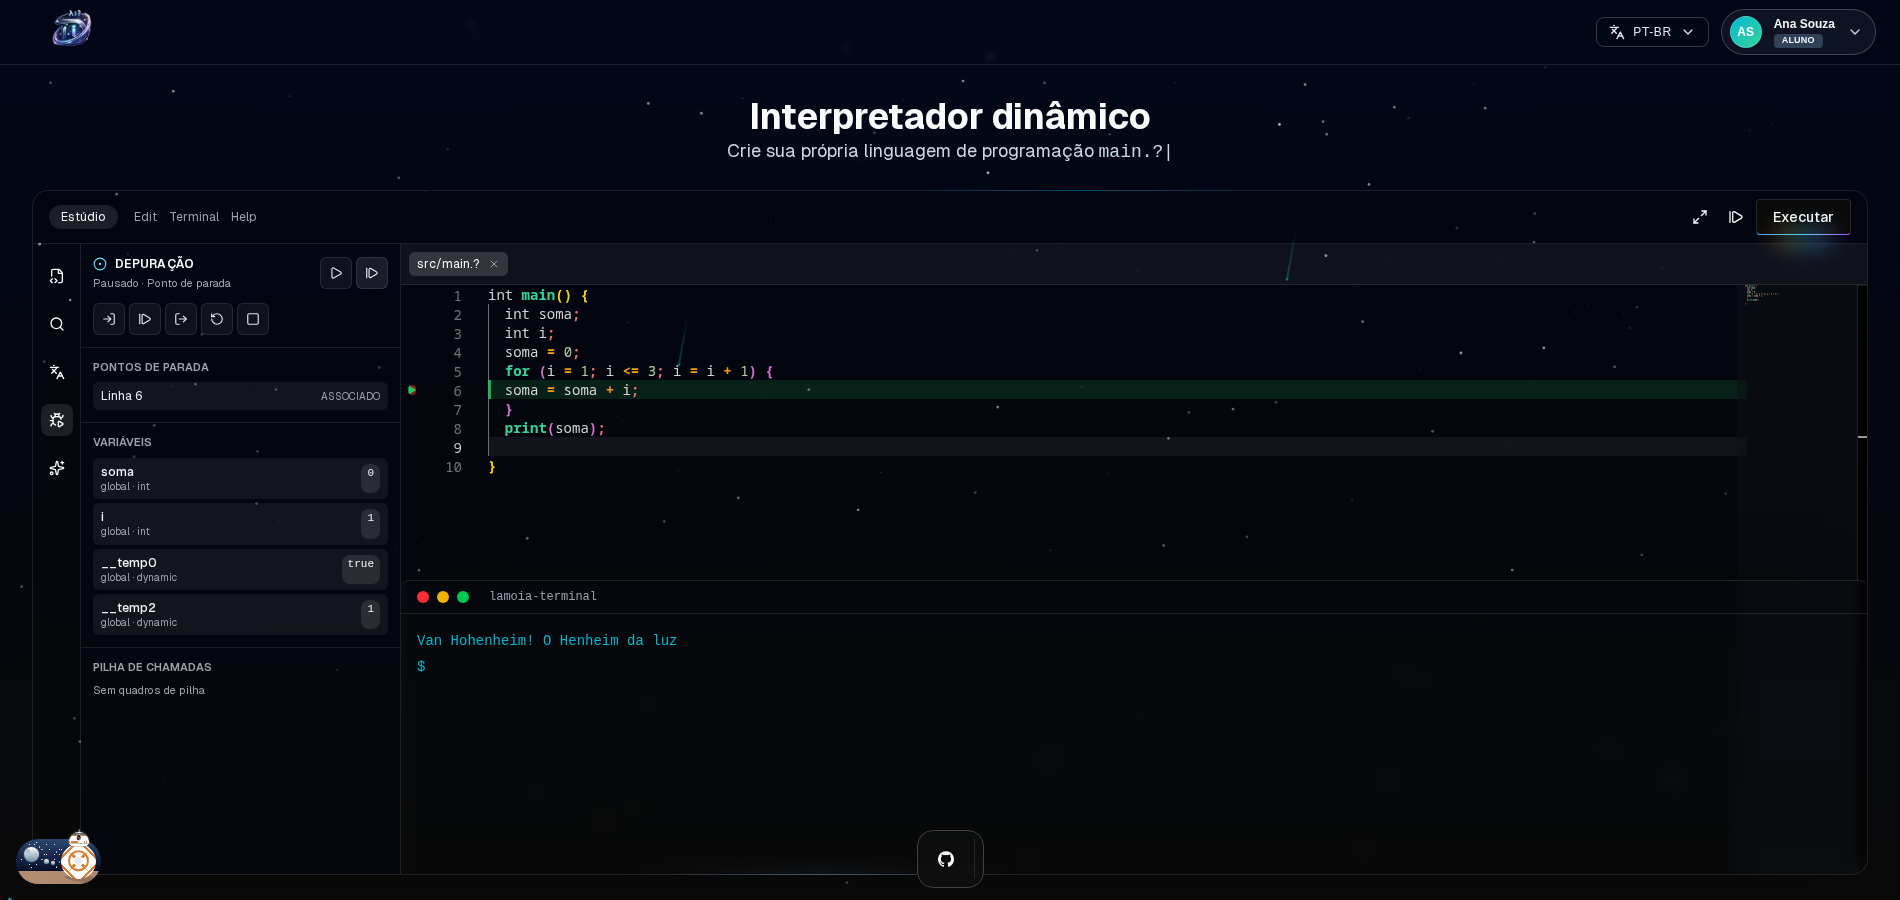 PT-BR
AS
Ana Souza
ALUNO
Interpretador dinâmico
Crie sua própria linguagem de programação main.?|
Estúdio
Edit
Terminal
Help
Executar
DEPURAÇÃO
Pausado · Ponto de parada
PONTOS DE PARADA
Linha 6
ASSOCIADO
VARIÁVEIS
soma
0
global · int
i
1
global · int
__temp0
true
global · dynamic
__temp2
1
global · dynamic
PILHA DE CHAMADAS
Sem quadros de pilha
src/main.?
1 int main() {
2 int soma;
3 int i;
4 soma = 0;
5 for (i = 1; i <= 3; i = i + 1) {
6 soma = soma + i;
7 }
8 print(soma);
9
10 }
lamoia-terminal
Van Hohenheim! O Henheim da luz
$